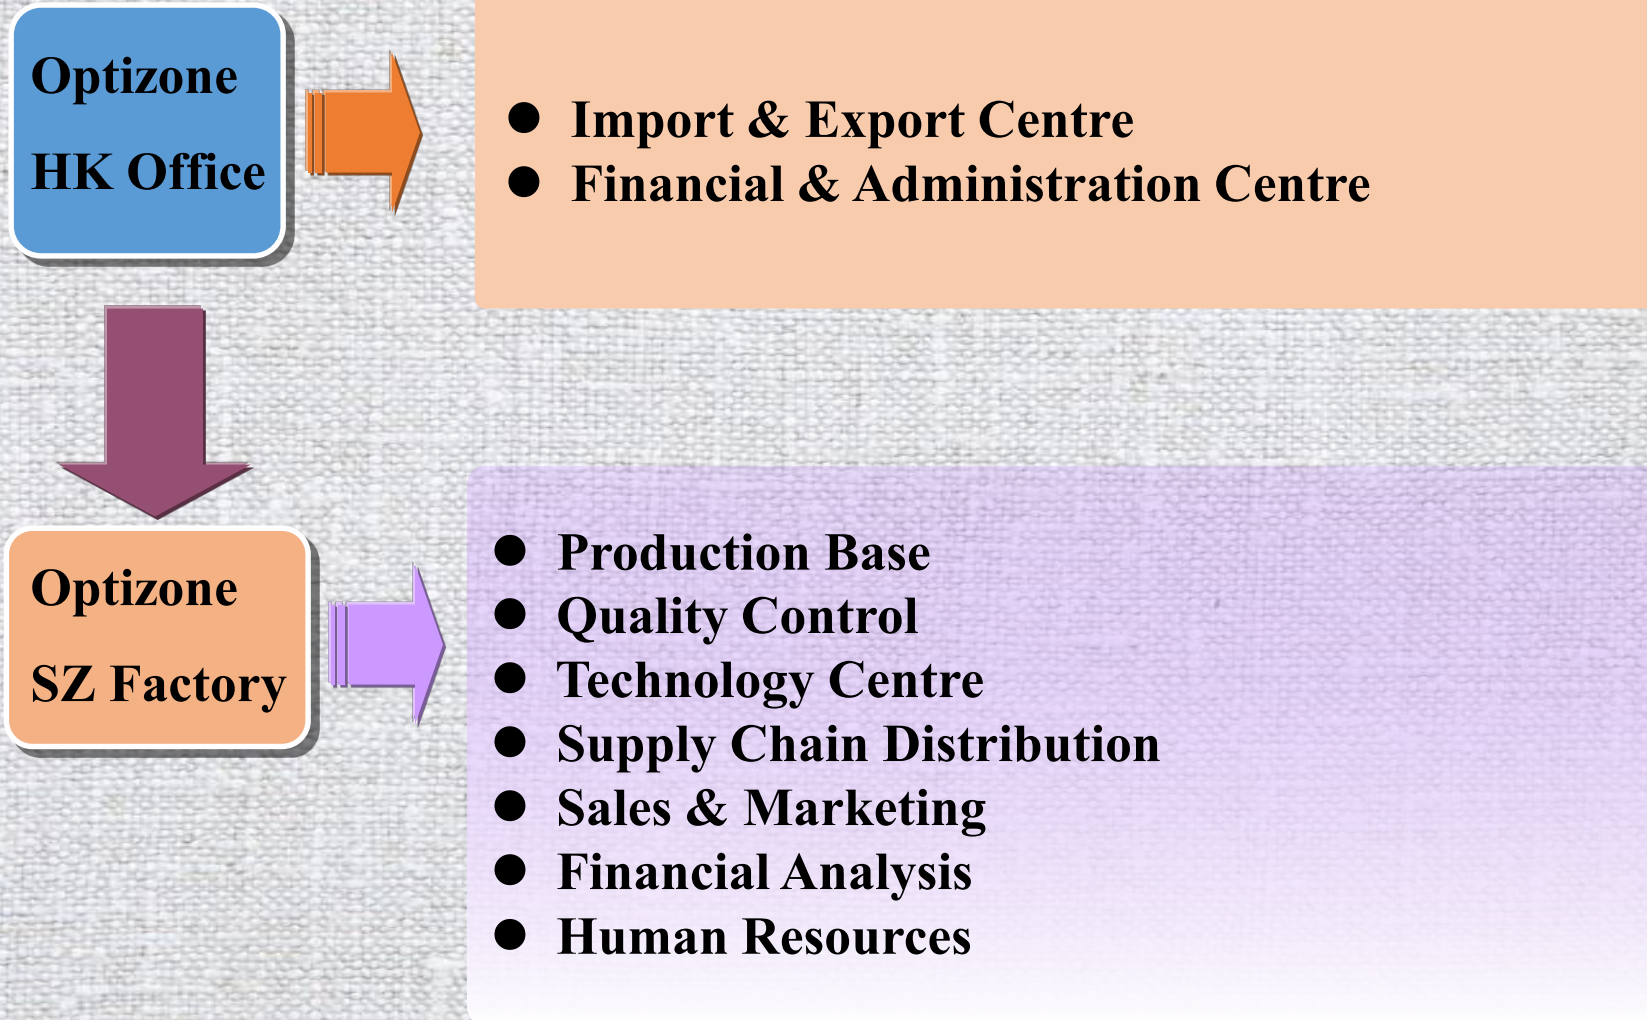 Optizone
HK Office
● Import & Export Centre
● Financial & Administration Centre
Optizone
SZ Factory
● Production Base
● Quality Control
● Technology Centre
● Supply Chain Distribution
● Sales & Marketing
● Financial Analysis
● Human Resources